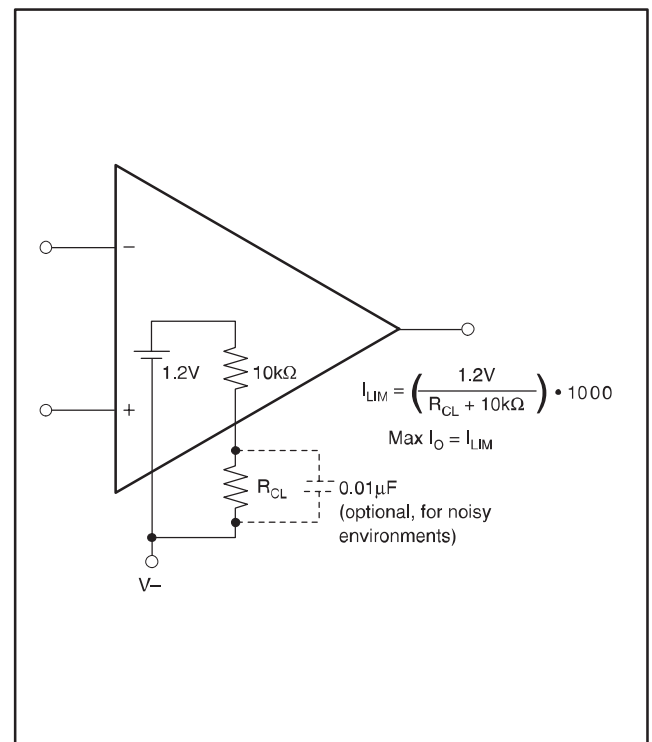 −
1.2V
10kΩ
+
I_LIM = ( 1.2V / R_CL + 10kΩ ) • 1000
Max I_O = I_LIM
R_CL
0.01µF
(optional, for noisy
environments)
V−